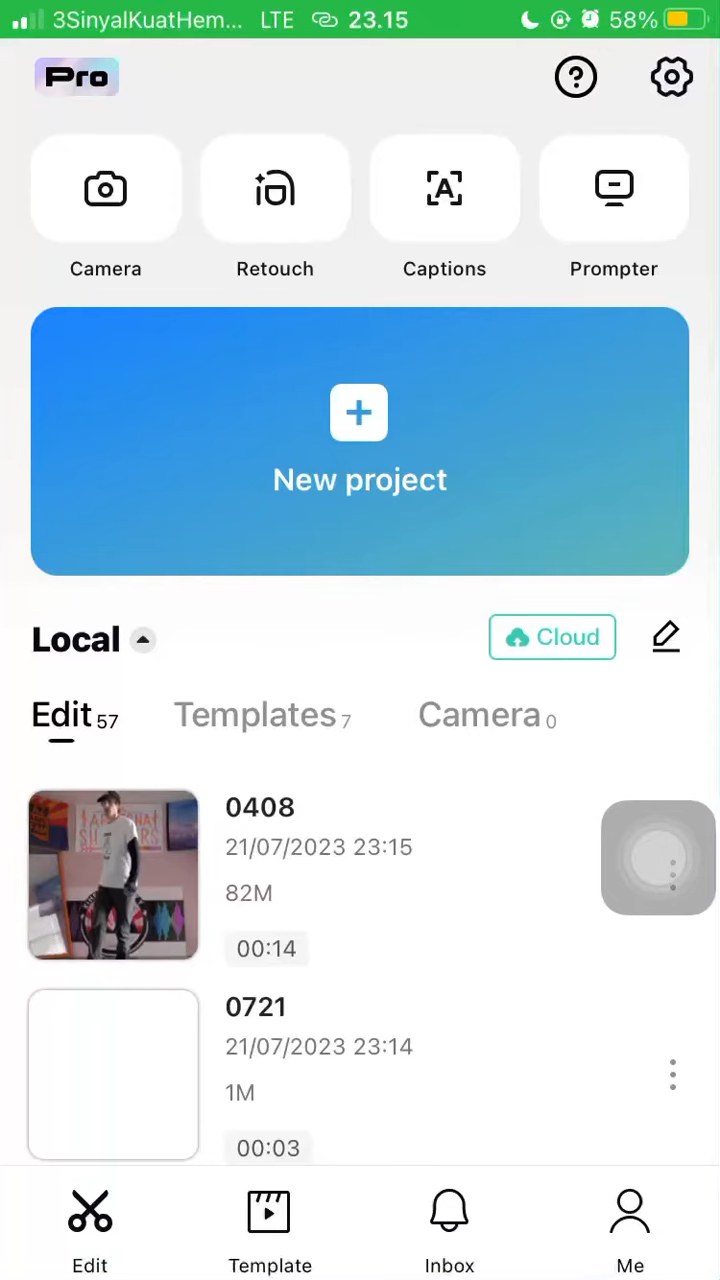 3SinyalKuatHem... LTE 23.15 58%
Pro
Camera Retouch Captions Prompter
New project
Local Cloud
Edit 57 Templates 7 Camera 0
0408
21/07/2023 23:15
82M
00:14
0721
21/07/2023 23:14
1M
00:03
Edit Template Inbox Me